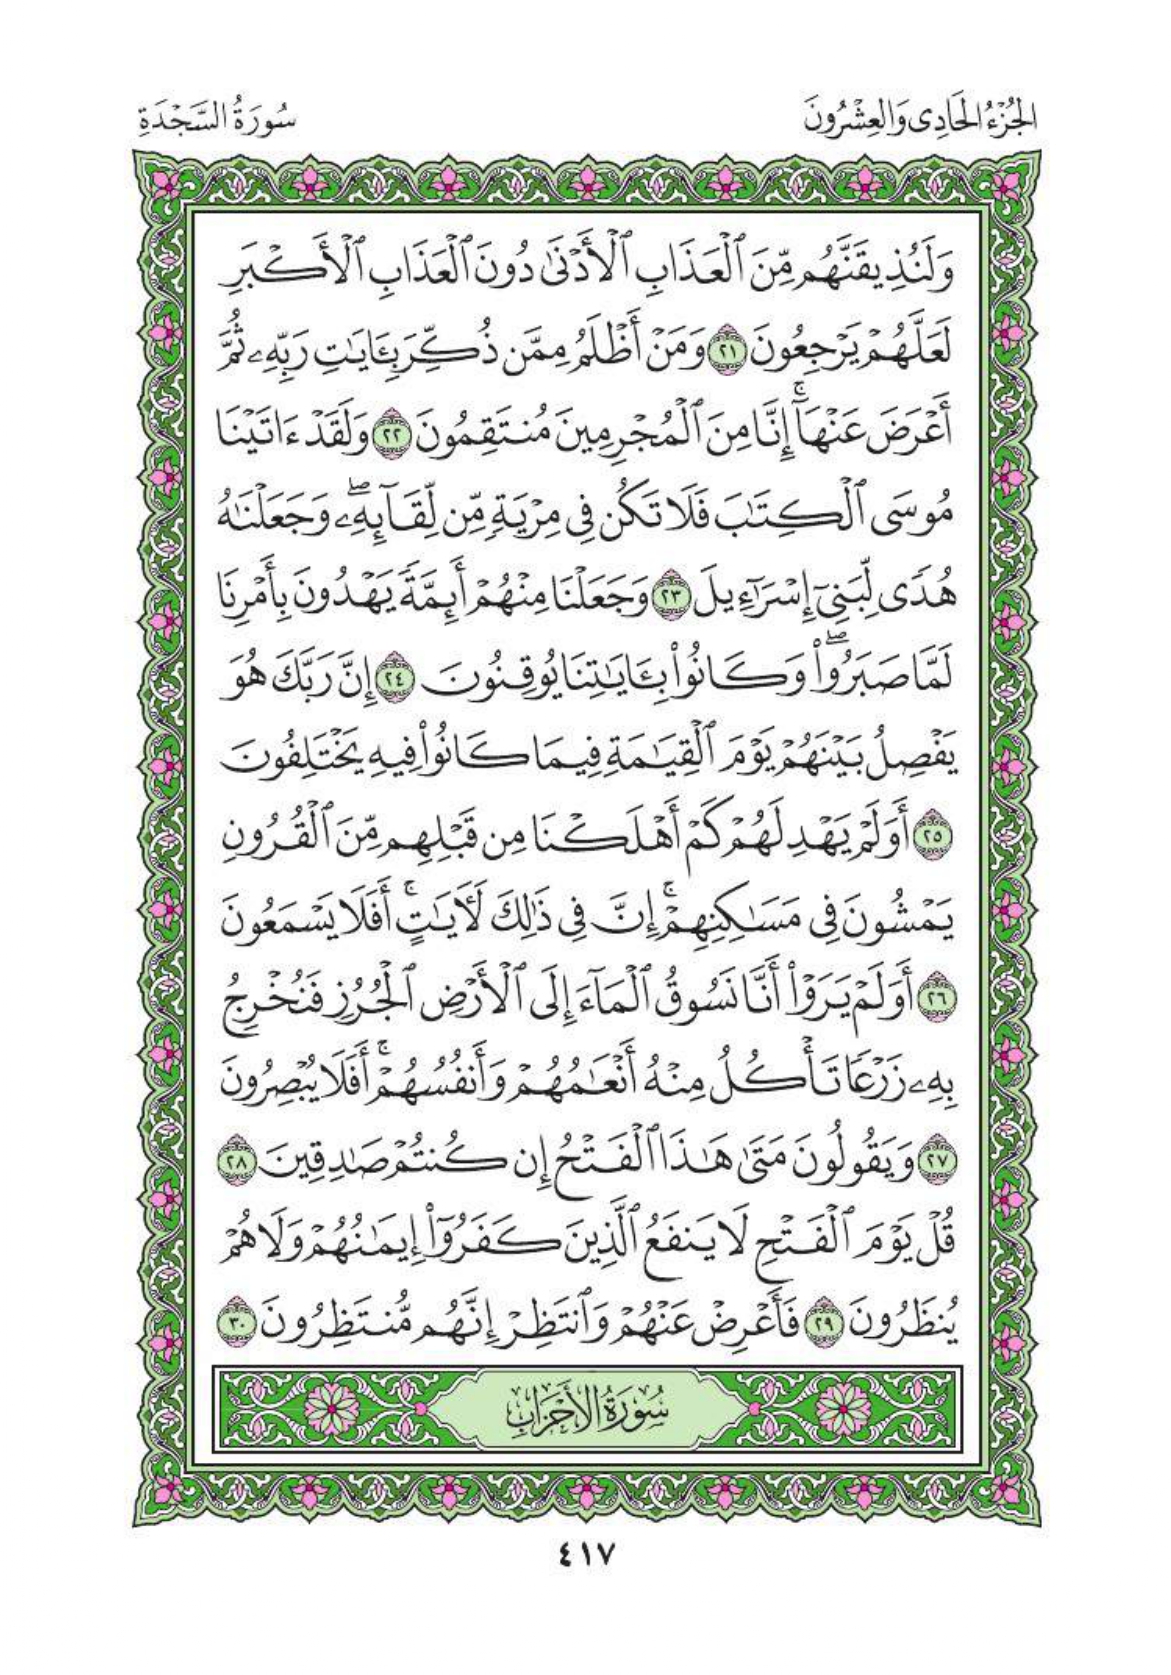 الجُزْءُ الحَادِى وَالعِشْرُونَ
سُورَةُ السَّجْدَةِ
وَلَنُذِيقَنَّهُم مِّنَ ٱلْعَذَابِ ٱلْأَدْنَىٰ دُونَ ٱلْعَذَابِ ٱلْأَكْبَرِ
لَعَلَّهُمْ يَرْجِعُونَ ٢١ وَمَنْ أَظْلَمُ مِمَّن ذُكِّرَ بِـَٔايَـٰتِ رَبِّهِۦ ثُمَّ
أَعْرَضَ عَنْهَآ ۚ إِنَّا مِنَ ٱلْمُجْرِمِينَ مُنتَقِمُونَ ٢٢ وَلَقَدْ ءَاتَيْنَا
مُوسَى ٱلْكِتَـٰبَ فَلَا تَكُن فِى مِرْيَةٍ مِّن لِّقَآئِهِۦ ۖ وَجَعَلْنَـٰهُ
هُدًى لِّبَنِىٓ إِسْرَٰٓءِيلَ ٢٣ وَجَعَلْنَا مِنْهُمْ أَئِمَّةً يَهْدُونَ بِأَمْرِنَا
لَمَّا صَبَرُوا۟ ۖ وَكَانُوا۟ بِـَٔايَـٰتِنَا يُوقِنُونَ ٢٤ إِنَّ رَبَّكَ هُوَ
يَفْصِلُ بَيْنَهُمْ يَوْمَ ٱلْقِيَـٰمَةِ فِيمَا كَانُوا۟ فِيهِ يَخْتَلِفُونَ
٢٥ أَوَلَمْ يَهْدِ لَهُمْ كَمْ أَهْلَكْنَا مِن قَبْلِهِم مِّنَ ٱلْقُرُونِ
يَمْشُونَ فِى مَسَـٰكِنِهِمْ ۚ إِنَّ فِى ذَٰلِكَ لَـَٔايَـٰتٍ ۖ أَفَلَا يَسْمَعُونَ
٢٦ أَوَلَمْ يَرَوْا۟ أَنَّا نَسُوقُ ٱلْمَآءَ إِلَى ٱلْأَرْضِ ٱلْجُرُزِ فَنُخْرِجُ
بِهِۦ زَرْعًا تَأْكُلُ مِنْهُ أَنْعَـٰمُهُمْ وَأَنفُسُهُمْ ۚ أَفَلَا يُبْصِرُونَ
٢٧ وَيَقُولُونَ مَتَىٰ هَـٰذَا ٱلْفَتْحُ إِن كُنتُمْ صَـٰدِقِينَ ٢٨
قُلْ يَوْمَ ٱلْفَتْحِ لَا يَنفَعُ ٱلَّذِينَ كَفَرُوٓا۟ إِيمَـٰنُهُمْ وَلَا هُمْ
يُنظَرُونَ ٢٩ فَأَعْرِضْ عَنْهُمْ وَٱنتَظِرْ إِنَّهُم مُّنتَظِرُونَ ٣٠
سُورَةُ الأَحْزَابِ
٤١٧